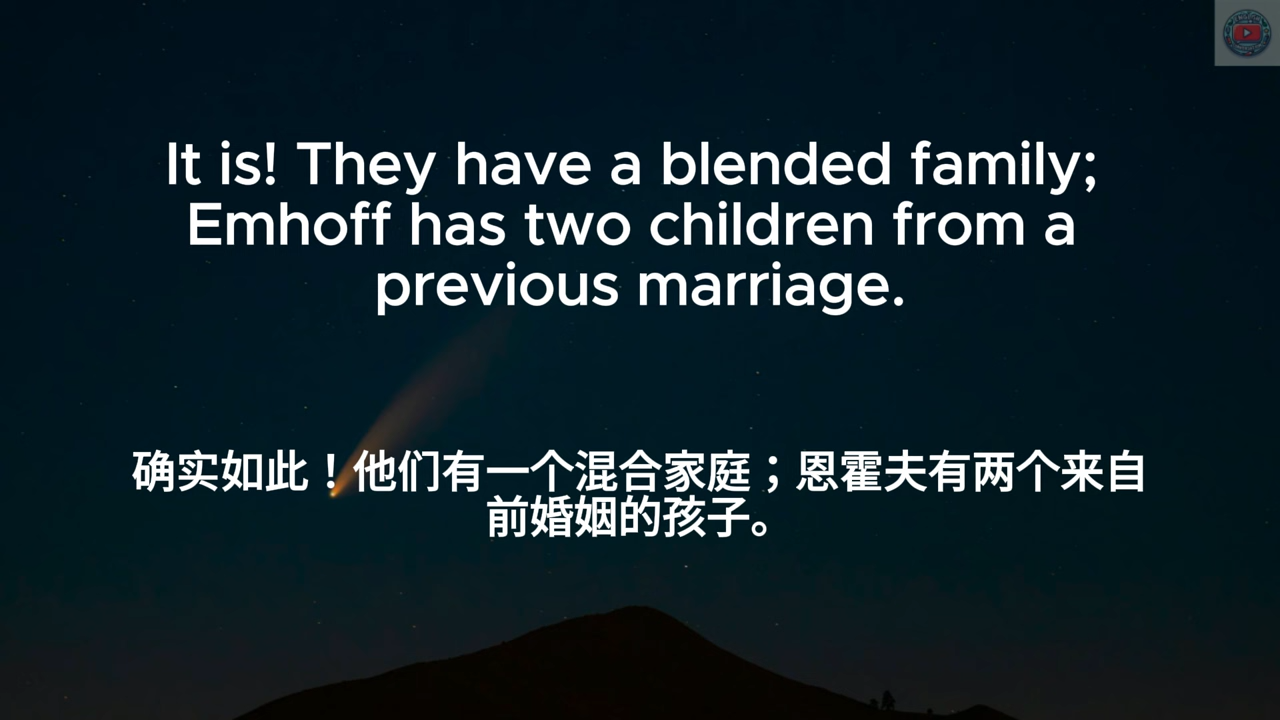 It is! They have a blended family;
Emhoff has two children from a
previous marriage.
确实如此！他们有一个混合家庭；恩霍夫有两个来自
前婚姻的孩子。